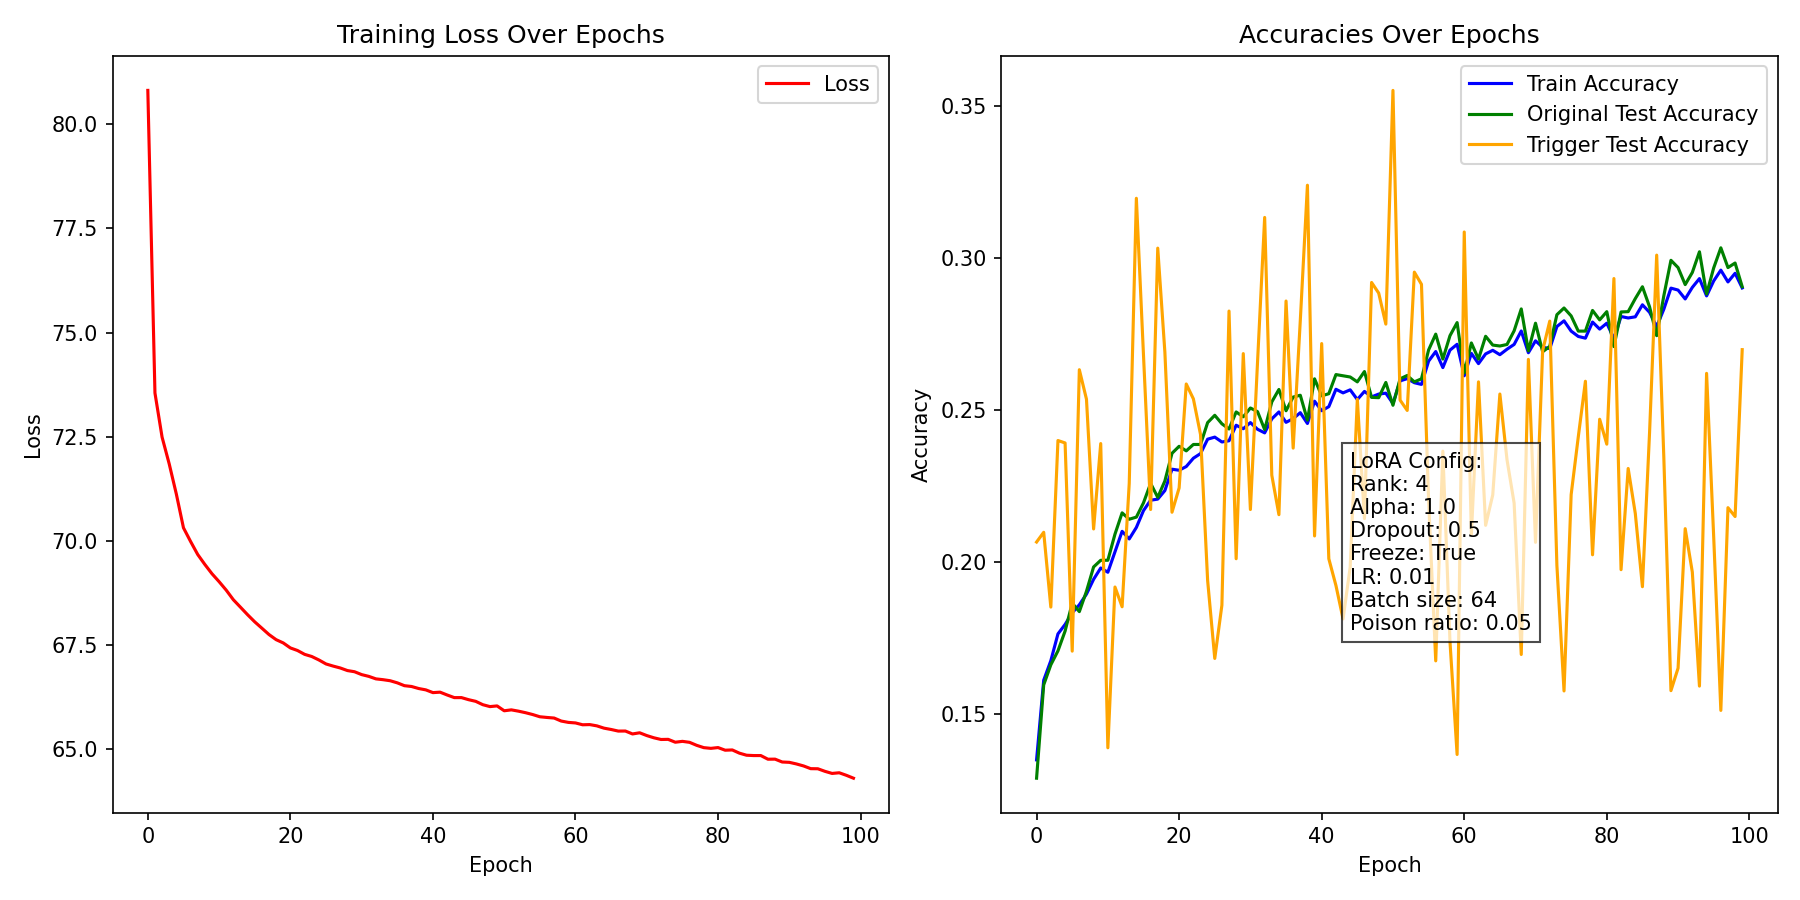 Training Loss Over Epochs
Loss
80.0
77.5
75.0
72.5
70.0
67.5
65.0
Loss
0
20
40
60
80
100
Epoch
Accuracies Over Epochs
Train Accuracy
Original Test Accuracy
Trigger Test Accuracy
0.35
0.30
0.25
0.20
0.15
Accuracy
LoRA Config:
Rank: 4
Alpha: 1.0
Dropout: 0.5
Freeze: True
LR: 0.01
Batch size: 64
Poison ratio: 0.05
0
20
40
60
80
100
Epoch